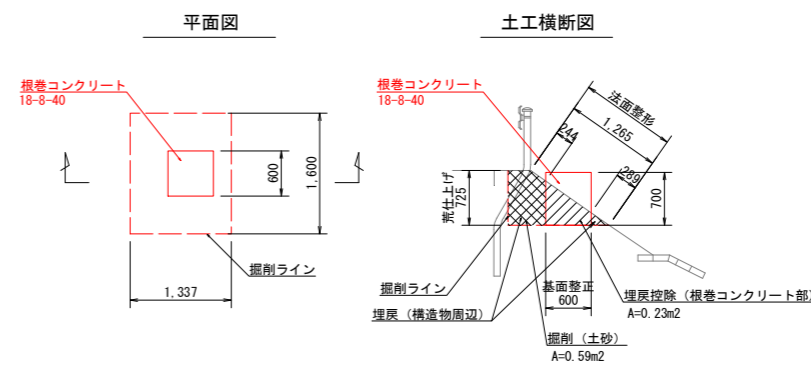 平面図
土工横断図
根巻コンクリート
18-8-40
600
1,600
掘削ライン
1,337
根巻コンクリート
18-8-40
法面整形
1,265
244
289
荒仕上げ
725
700
掘削ライン
基面整正
600
埋戻（構造物周辺）
埋戻控除（根巻コンクリート部）
A=0.23m2
掘削（土砂）
A=0.59m2